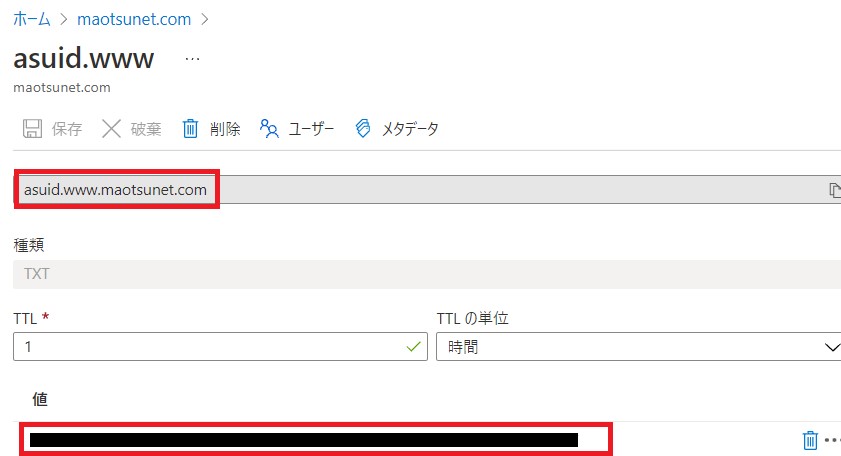 ホーム > maotsunet.com >
asuid.www ...
maotsunet.com
保存 破棄 削除 ユーザー メタデータ
asuid.www.maotsunet.com
種類
TXT
TTL * TTL の単位
1 時間
値